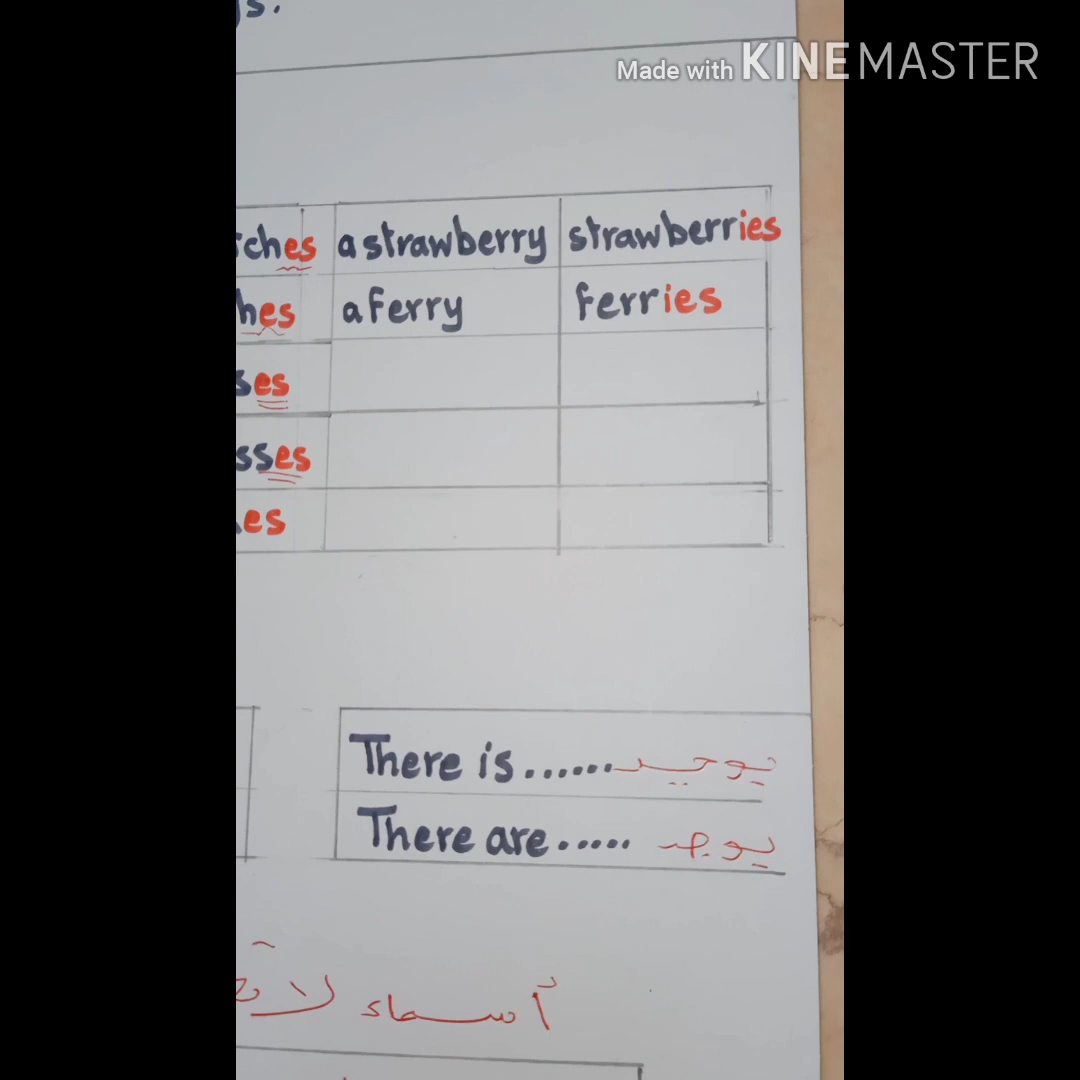 Made with KINEMASTER
ches a strawberry strawberries
hes a ferry ferries
ses
sses
es
There is ...... يوجد
There are ..... يوجد
أسماء لا